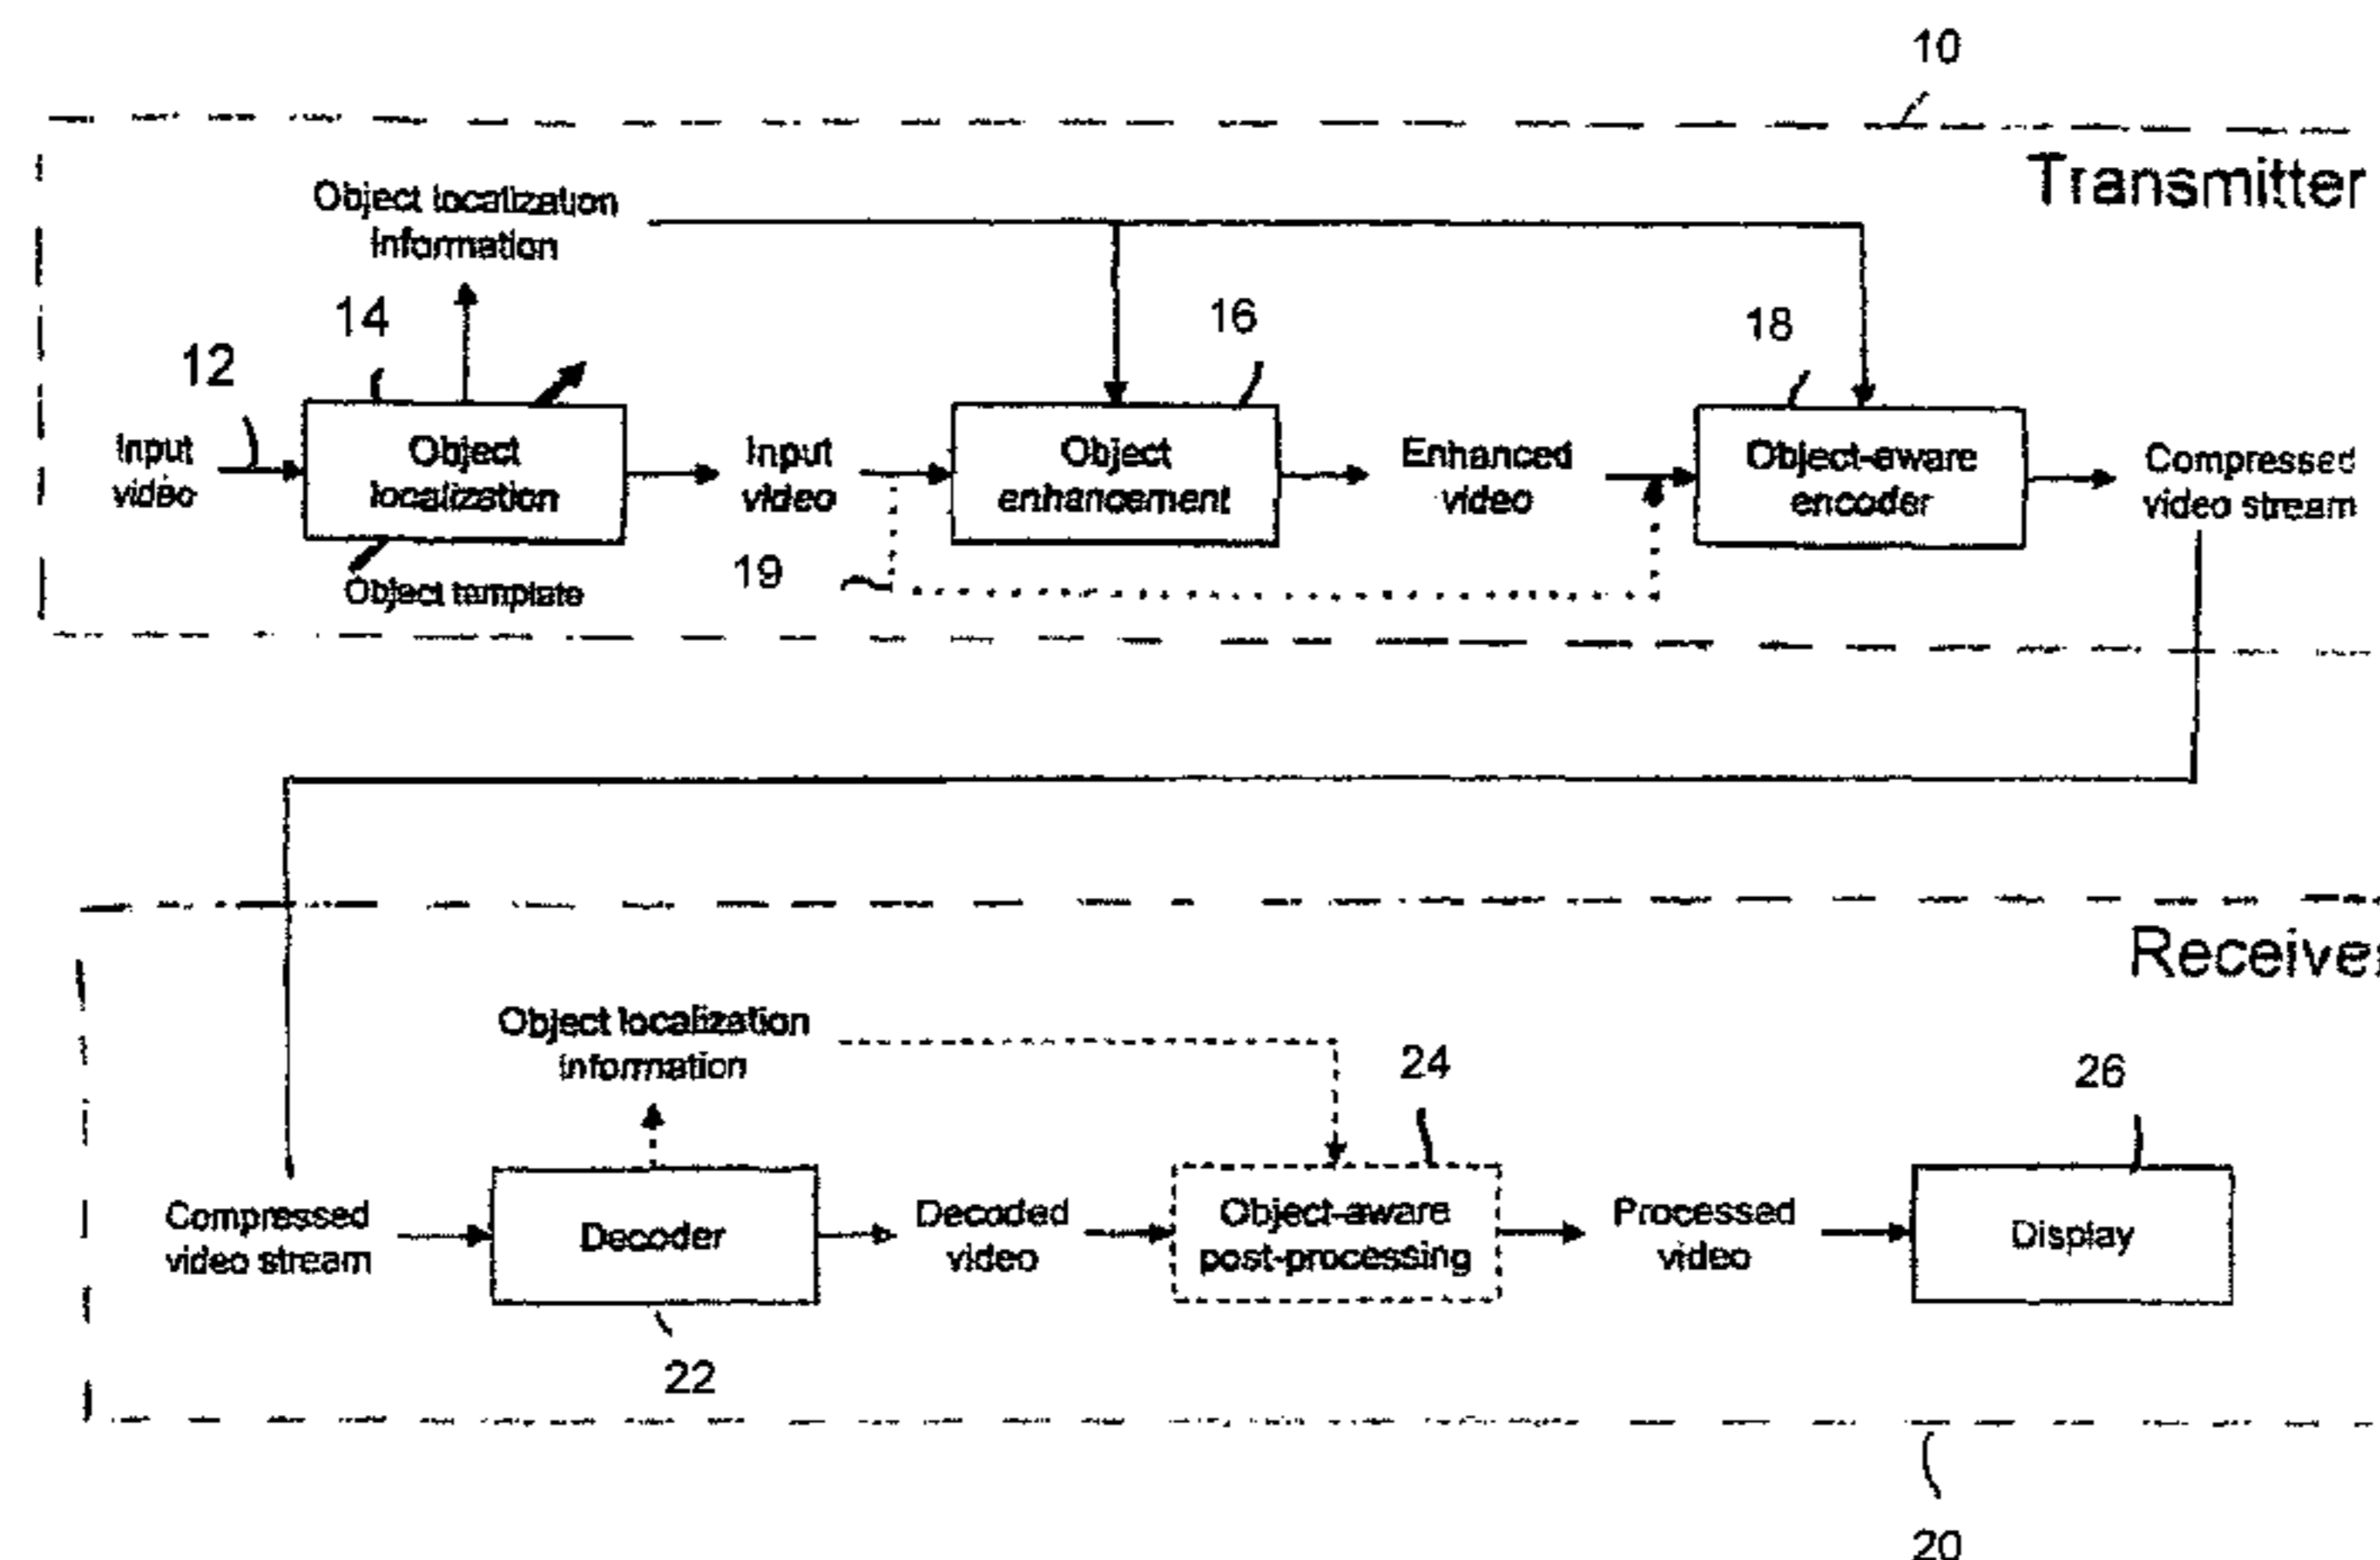 10
Transmitter
Object localization
information
14
16
18
12
Input
video
Object
localization
Input
video
Object
enhancement
Enhanced
video
Object-aware
encoder
Compressed
video stream
19
Object template
Receiver
Object localization
information
24
26
Compressed
video stream
Decoder
Decoded
video
Object-aware
post-processing
Processed
video
Display
22
20